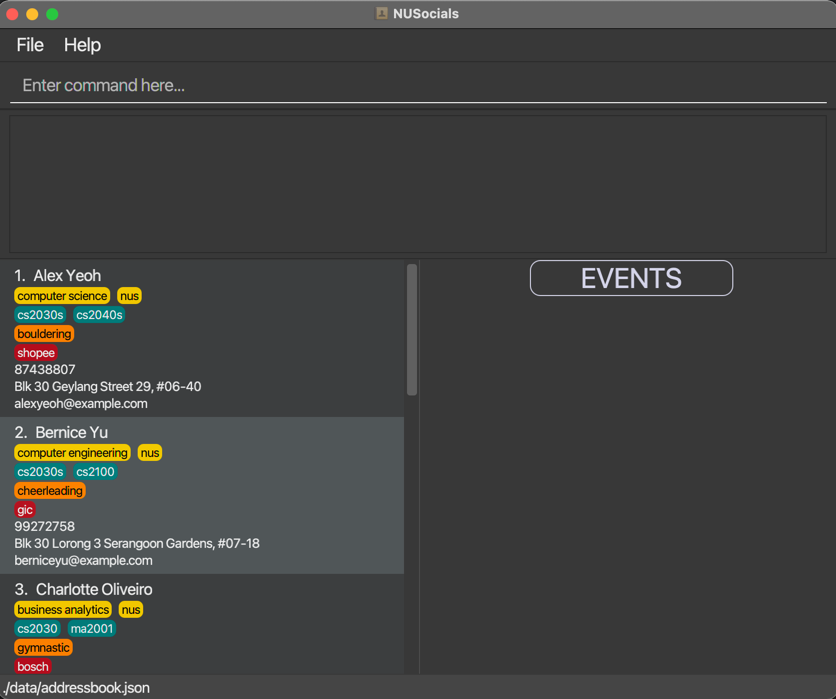 NUSocials
File Help
Enter command here...
1. Alex Yeoh
computer science nus
cs2030s cs2040s
bouldering
shopee
87438807
Blk 30 Geylang Street 29, #06-40
alexyeoh@example.com
2. Bernice Yu
computer engineering nus
cs2030s cs2100
cheerleading
gic
99272758
Blk 30 Lorong 3 Serangoon Gardens, #07-18
berniceyu@example.com
3. Charlotte Oliveiro
business analytics nus
cs2030 ma2001
gymnastic
bosch
EVENTS
./data/addressbook.json